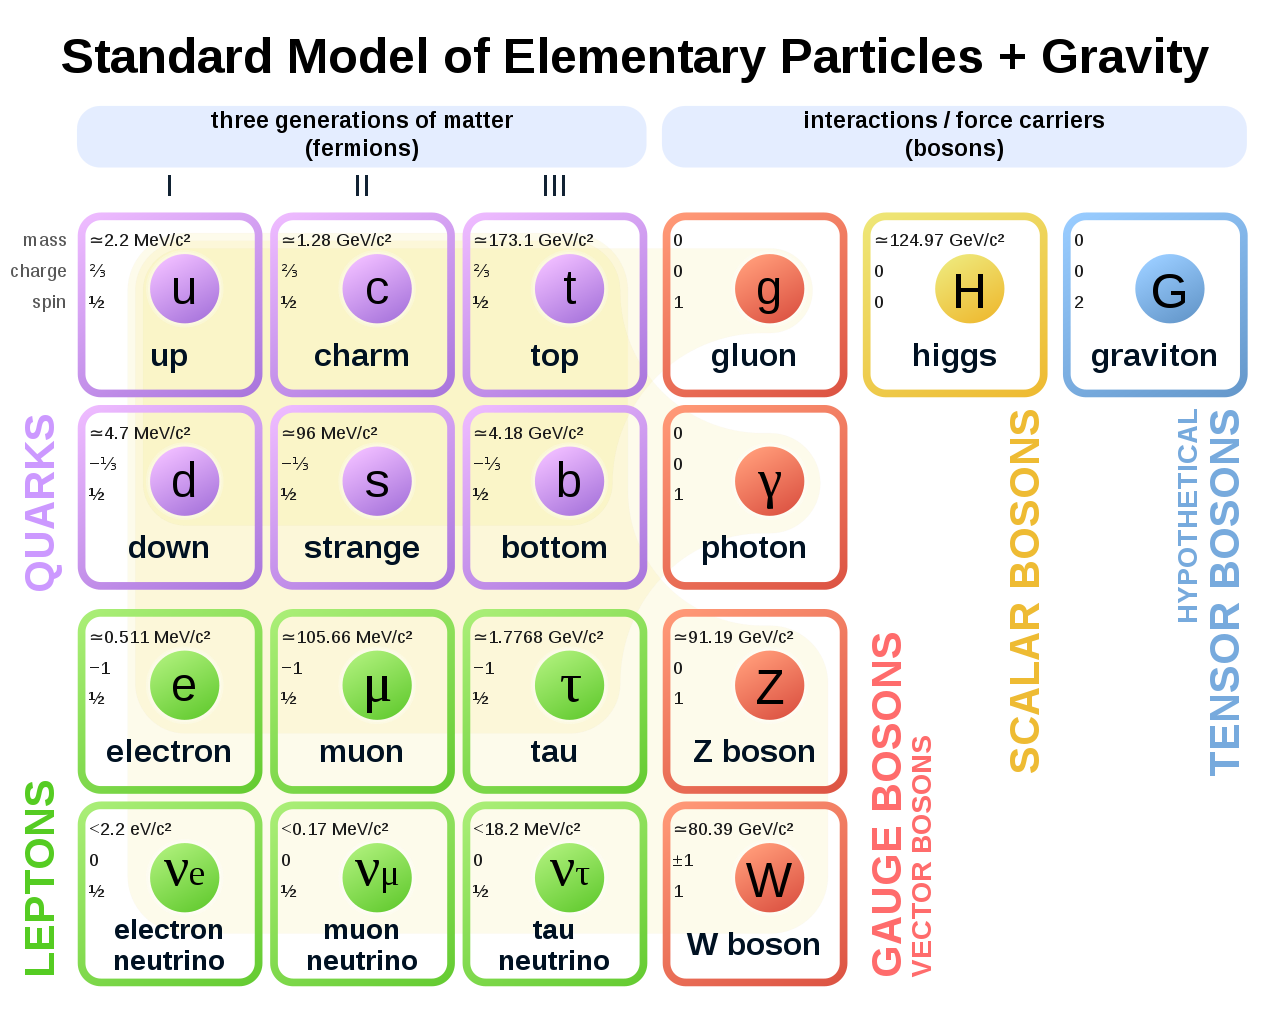 Standard Model of Elementary Particles + Gravity
three generations of matter
(fermions)
interactions / force carriers
(bosons)
I
II
III
mass
charge
spin
≃2.2 MeV/c²
⅔
½
u
up
≃1.28 GeV/c²
⅔
½
c
charm
≃173.1 GeV/c²
⅔
½
t
top
0
0
1
g
gluon
≃124.97 GeV/c²
0
0
H
higgs
0
0
2
G
graviton
QUARKS
≃4.7 MeV/c²
−⅓
½
d
down
≃96 MeV/c²
−⅓
½
s
strange
≃4.18 GeV/c²
−⅓
½
b
bottom
0
0
1
γ
photon
LEPTONS
≃0.511 MeV/c²
−1
½
e
electron
≃105.66 MeV/c²
−1
½
μ
muon
≃1.7768 GeV/c²
−1
½
τ
tau
≃91.19 GeV/c²
0
1
Z
Z boson
<2.2 eV/c²
0
½
νe
electron
neutrino
<0.17 MeV/c²
0
½
νμ
muon
neutrino
<18.2 MeV/c²
0
½
ντ
tau
neutrino
≃80.39 GeV/c²
±1
1
W
W boson
GAUGE BOSONS
VECTOR BOSONS
SCALAR BOSONS
HYPOTHETICAL
TENSOR BOSONS